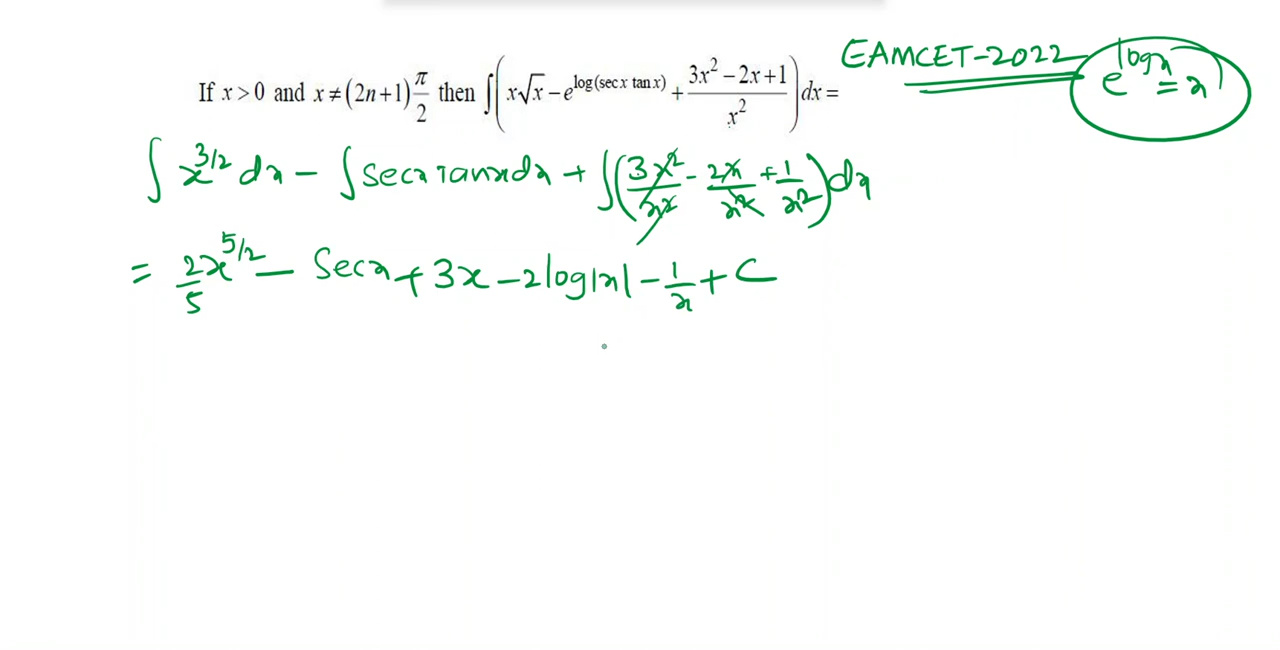 EAMCET-2022 e^{log x} = x
If x > 0 and x ≠ (2n+1) π/2 then ∫( x√x − e^{log(sec x tan x)} + (3x² − 2x + 1)/x² ) dx =
∫ x^{3/2} dx − ∫ secx tanx dx + ∫( 3x²/x² − 2x/x² + 1/x² ) dx
= 2/5 x^{5/2} − Secx + 3x − 2log|x| − 1/x + C